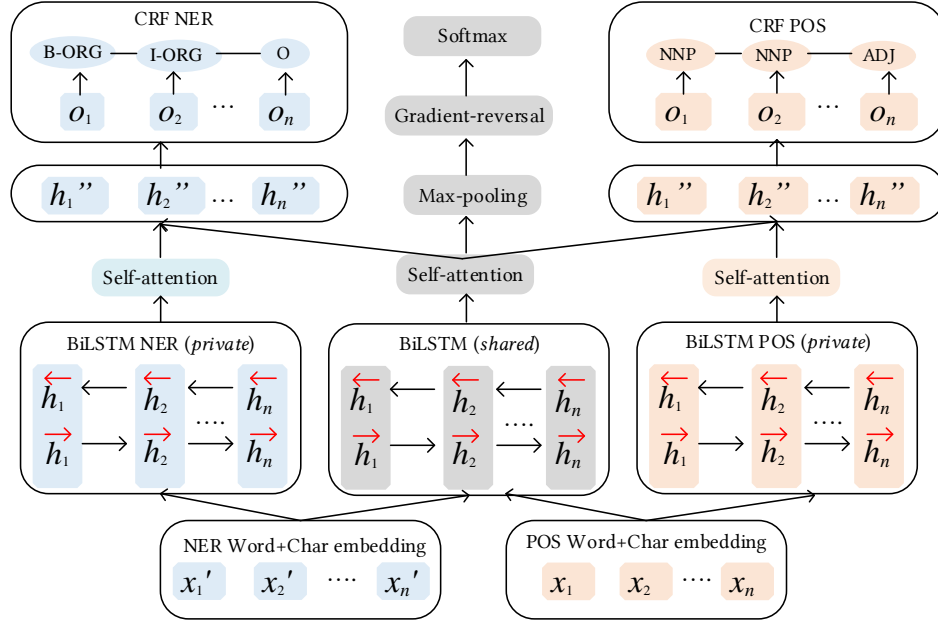 CRF NER
B-ORG I-ORG O
o1 o2 ... on
h1'' h2'' ... hn''
Self-attention
BiLSTM NER (private)
h1 h2 hn
....
h1 h2 hn
Softmax
Gradient-reversal
Max-pooling
Self-attention
BiLSTM (shared)
h1 h2 hn
....
h1 h2 hn
CRF POS
NNP NNP ADJ
o1 o2 ... on
h1'' h2'' ... hn''
Self-attention
BiLSTM POS (private)
h1 h2 hn
....
h1 h2 hn
NER Word+Char embedding
x1' x2' .... xn'
POS Word+Char embedding
x1 x2 .... xn